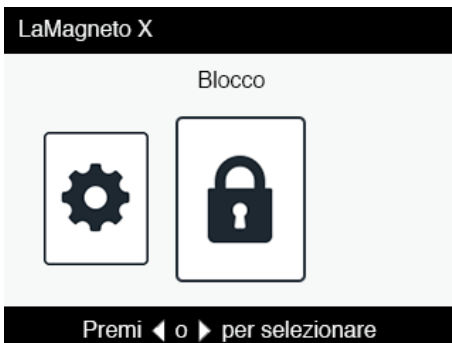 LaMagneto X
Blocco
Premi ◀ o ▶ per selezionare